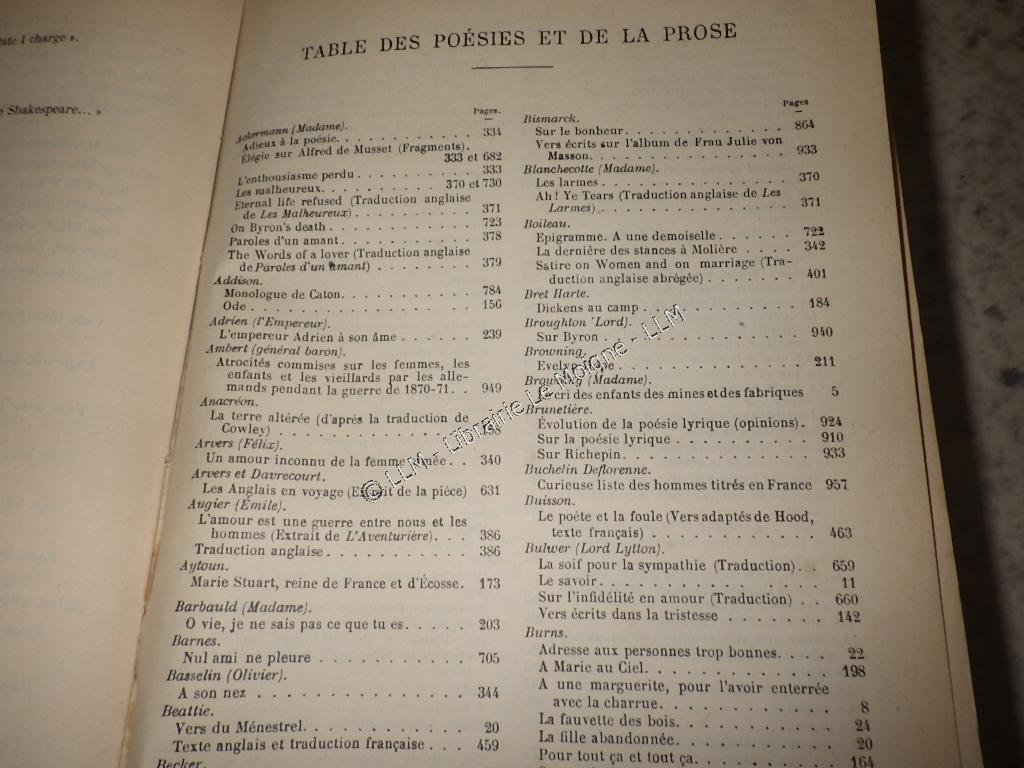 ate I charge ».
e Shakespeare... »
TABLE DES POÉSIES ET DE LA PROSE
Pages.
Ackermann (Madame).
Adieux à la poésie. . . . . . . . . . . . 334
Élégie sur Alfred de Musset (Fragments).
333 et 682
L'enthousiasme perdu . . . . . . . . . . 333
Les malheureux. . . . . . . . . 370 et 730
Eternal life refused (Traduction anglaise
de Les Malheureux) . . . . . . . . . . 371
On Byron's death . . . . . . . . . . . . 723
Paroles d'un amant. . . . . . . . . . . 378
The Words of a lover (Traduction anglaise
de Paroles d'un amant) . . . . . . . . 379
Addison.
Monologue de Caton. . . . . . . . . . . 784
Ode . . . . . . . . . . . . . . . . . . 156
Adrien (l'Empereur).
L'empereur Adrien à son âme . . . . . . 239
Ambert (général baron).
Atrocités commises sur les femmes, les
enfants et les vieillards par les alle-
mands pendant la guerre de 1870-71. . 949
Anacréon.
La terre altérée (d'après la traduction de
Cowley) . . . . . . . . . . . . . .
Arvers (Félix).
Un amour inconnu de la femme aimée. . 340
Arvers et Davrecourt.
Les Anglais en voyage (Extrait de la pièce) 631
Augier (Émile).
L'amour est une guerre entre nous et les
hommes (Extrait de L'Aventurière). . . 386
Traduction anglaise . . . . . . . . . . . 386
Aytoun.
Marie Stuart, reine de France et d'Écosse. 173
Barbauld (Madame).
O vie, je ne sais pas ce que tu es. . . . . 203
Barnes.
Nul ami ne pleure . . . . . . . . . . . 705
Basselin (Olivier).
A son nez . . . . . . . . . . . . . . . 344
Beattie.
Vers du Ménestrel. . . . . . . . . . . . 20
Texte anglais et traduction française . . . 459
Becker.
Pages
Bismarck.
Sur le bonheur. . . . . . . . . . . . . 864
Vers écrits sur l'album de Frau Julie von
Masson. . . . . . . . . . . . . . . 933
Blanchecotte (Madame).
Les larmes . . . . . . . . . . . . . . 370
Ah! Ye Tears (Traduction anglaise de Les
Larmes) . . . . . . . . . . . . . . 371
Boileau.
Epigramme. A une demoiselle . . . . . . 722
La dernière des stances à Molière . . . . 342
Satire on Women and on marriage (Tra-
duction anglaise abrégée) . . . . . . . 401
Bret Harte.
Dickens au camp . . . . . . . . . . . . 184
Broughton (Lord).
Sur Byron . . . . . . . . . . . . . . . 940
Browning.
Evelyn Hope . . . . . . . . . . . . . . 211
Browning (Madame).
Le cri des enfants des mines et des fabriques 5
Brunetière.
Évolution de la poésie lyrique (opinions). 924
Sur la poésie lyrique . . . . . . . . . . 910
Sur Richepin . . . . . . . . . . . . . . 933
Buchelin Deflorenne.
Curieuse liste des hommes titrés en France 957
Buisson.
Le poète et la foule (Vers adaptés de Hood,
texte français) . . . . . . . . . . . . 463
Bulwer (Lord Lytton).
La soif pour la sympathie (Traduction). . 659
Le savoir. . . . . . . . . . . . . . . . 11
Sur l'infidélité en amour (Traduction) . . 660
Vers écrits dans la tristesse . . . . . . . 142
Burns.
Adresse aux personnes trop bonnes. . . . 22
A Marie au Ciel. . . . . . . . . . . . . 198
A une marguerite, pour l'avoir enterrée
avec la charrue. . . . . . . . . . . . 8
La fauvette des bois. . . . . . . . . . . 24
La fille abandonnée. . . . . . . . . . . 20
Pour tout ça et tout ça. . . . . . . . . . 164
© LLM - Librairie Le Moigne - LLM